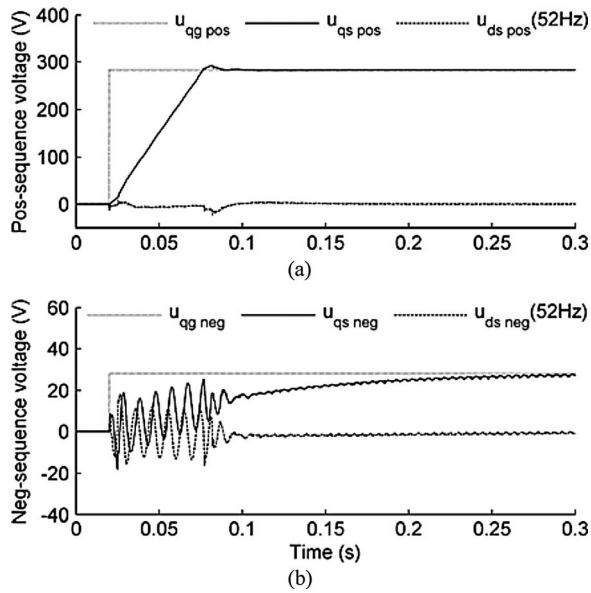 u_qg pos u_qs pos u_ds pos(52Hz)
Pos-sequence voltage (V)
400
300
200
100
0
0 0.05 0.1 0.15 0.2 0.25 0.3
(a)
u_qg neg u_qs neg u_ds neg(52Hz)
Neg-sequence voltage (V)
60
40
20
0
-20
-40
0 0.05 0.1 0.15 0.2 0.25 0.3
Time (s)
(b)